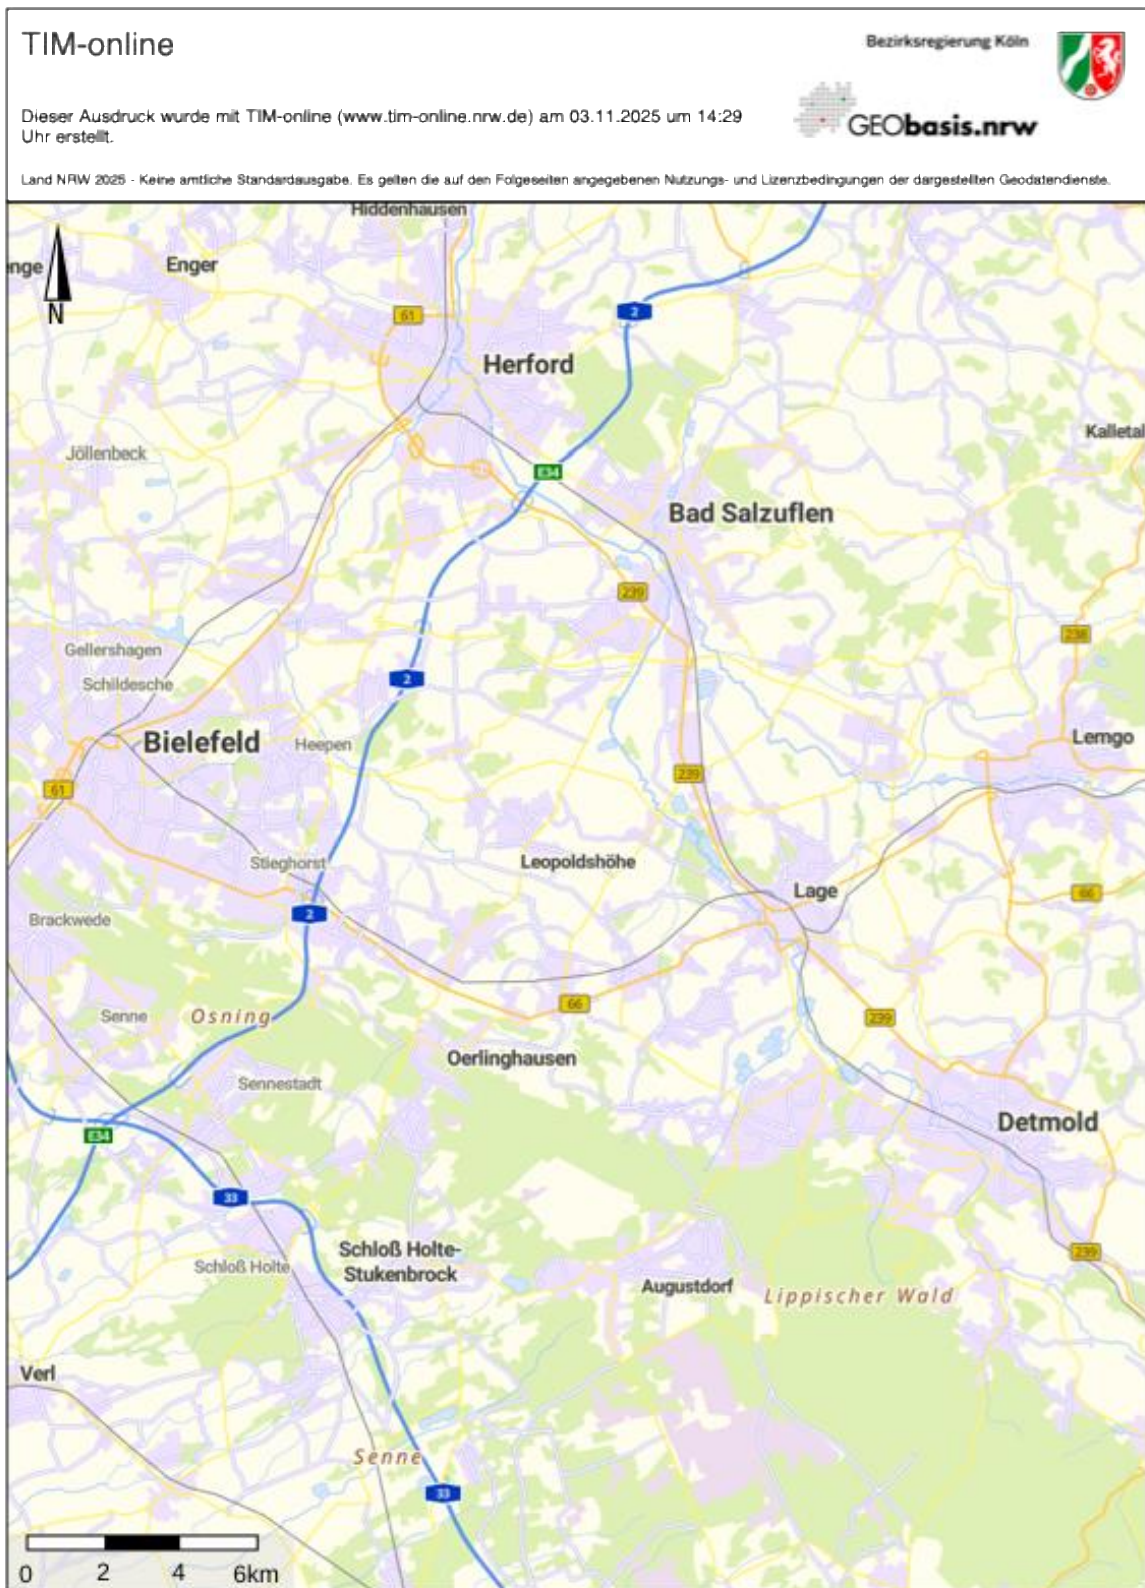 TIM-online
Bezirksregierung Köln
Dieser Ausdruck wurde mit TIM-online (www.tim-online.nrw.de) am 03.11.2025 um 14:29
Uhr erstellt.
GEObasis.nrw
Land NRW 2025 - Keine amtliche Standardausgabe. Es gelten die auf den Folgeseiten angegebenen Nutzungs- und Lizenzbedingungen der dargestellten Geodatendienste.
Hiddenhausen
enge
Enger
N
61
2
Herford
Kalletal
Jöllenbeck
E34
Bad Salzuflen
239
238
Gellershagen
Schildesche
2
Bielefeld
Heepen
Lemgo
239
61
Stieghorst
Leopoldshöhe
Lage
66
2
Brackwede
66
Senne
Osning
239
Oerlinghausen
Sennestadt
Detmold
E34
33
Schloß Holte-
Stukenbrock
239
Schloß Holte
Augustdorf
Lippischer Wald
Verl
Senne
33
0 2 4 6km